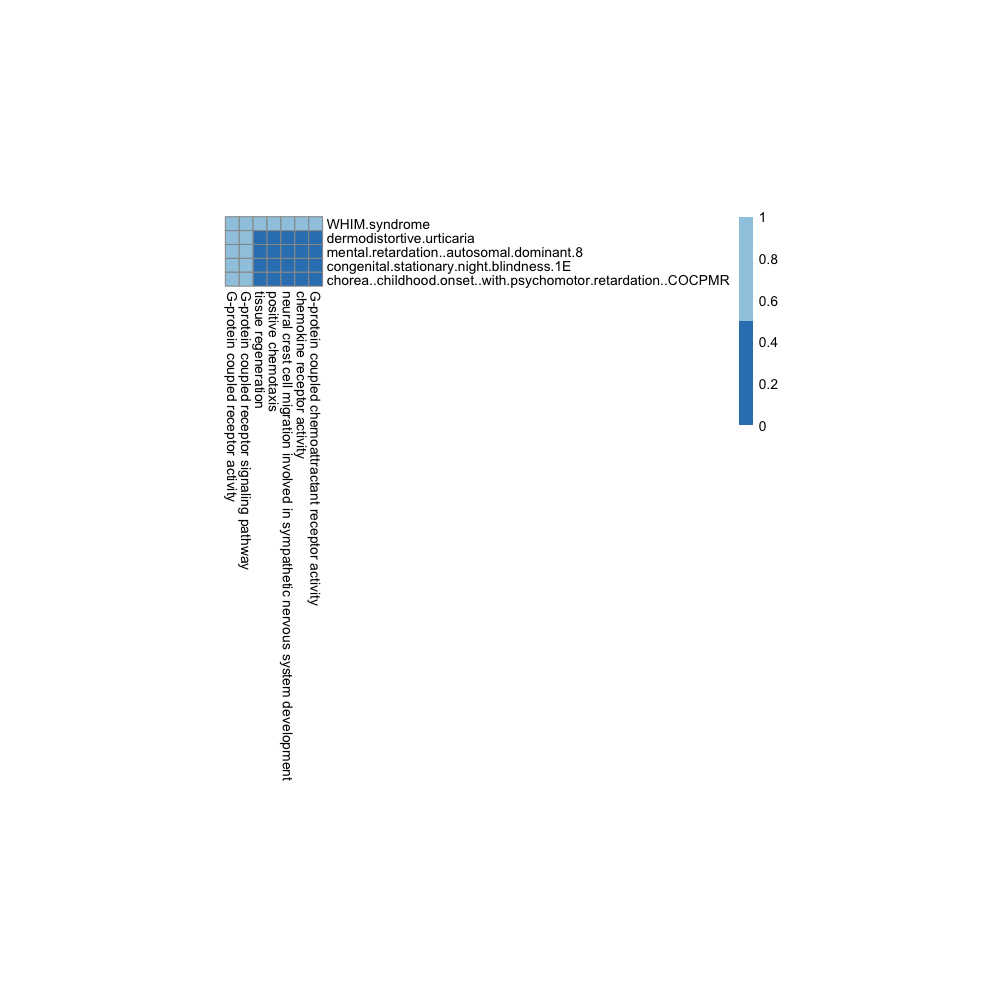 WHIM.syndrome
dermodistortive.urticaria
mental.retardation..autosomal.dominant.8
congenital.stationary.night.blindness.1E
chorea..childhood.onset..with.psychomotor.retardation..COCPMR
G-protein coupled receptor activity
G-protein coupled receptor signaling pathway
tissue regeneration
positive chemotaxis
neural crest cell migration involved in sympathetic nervous system development
chemokine receptor activity
G-protein coupled chemoattractant receptor activity
1
0.8
0.6
0.4
0.2
0